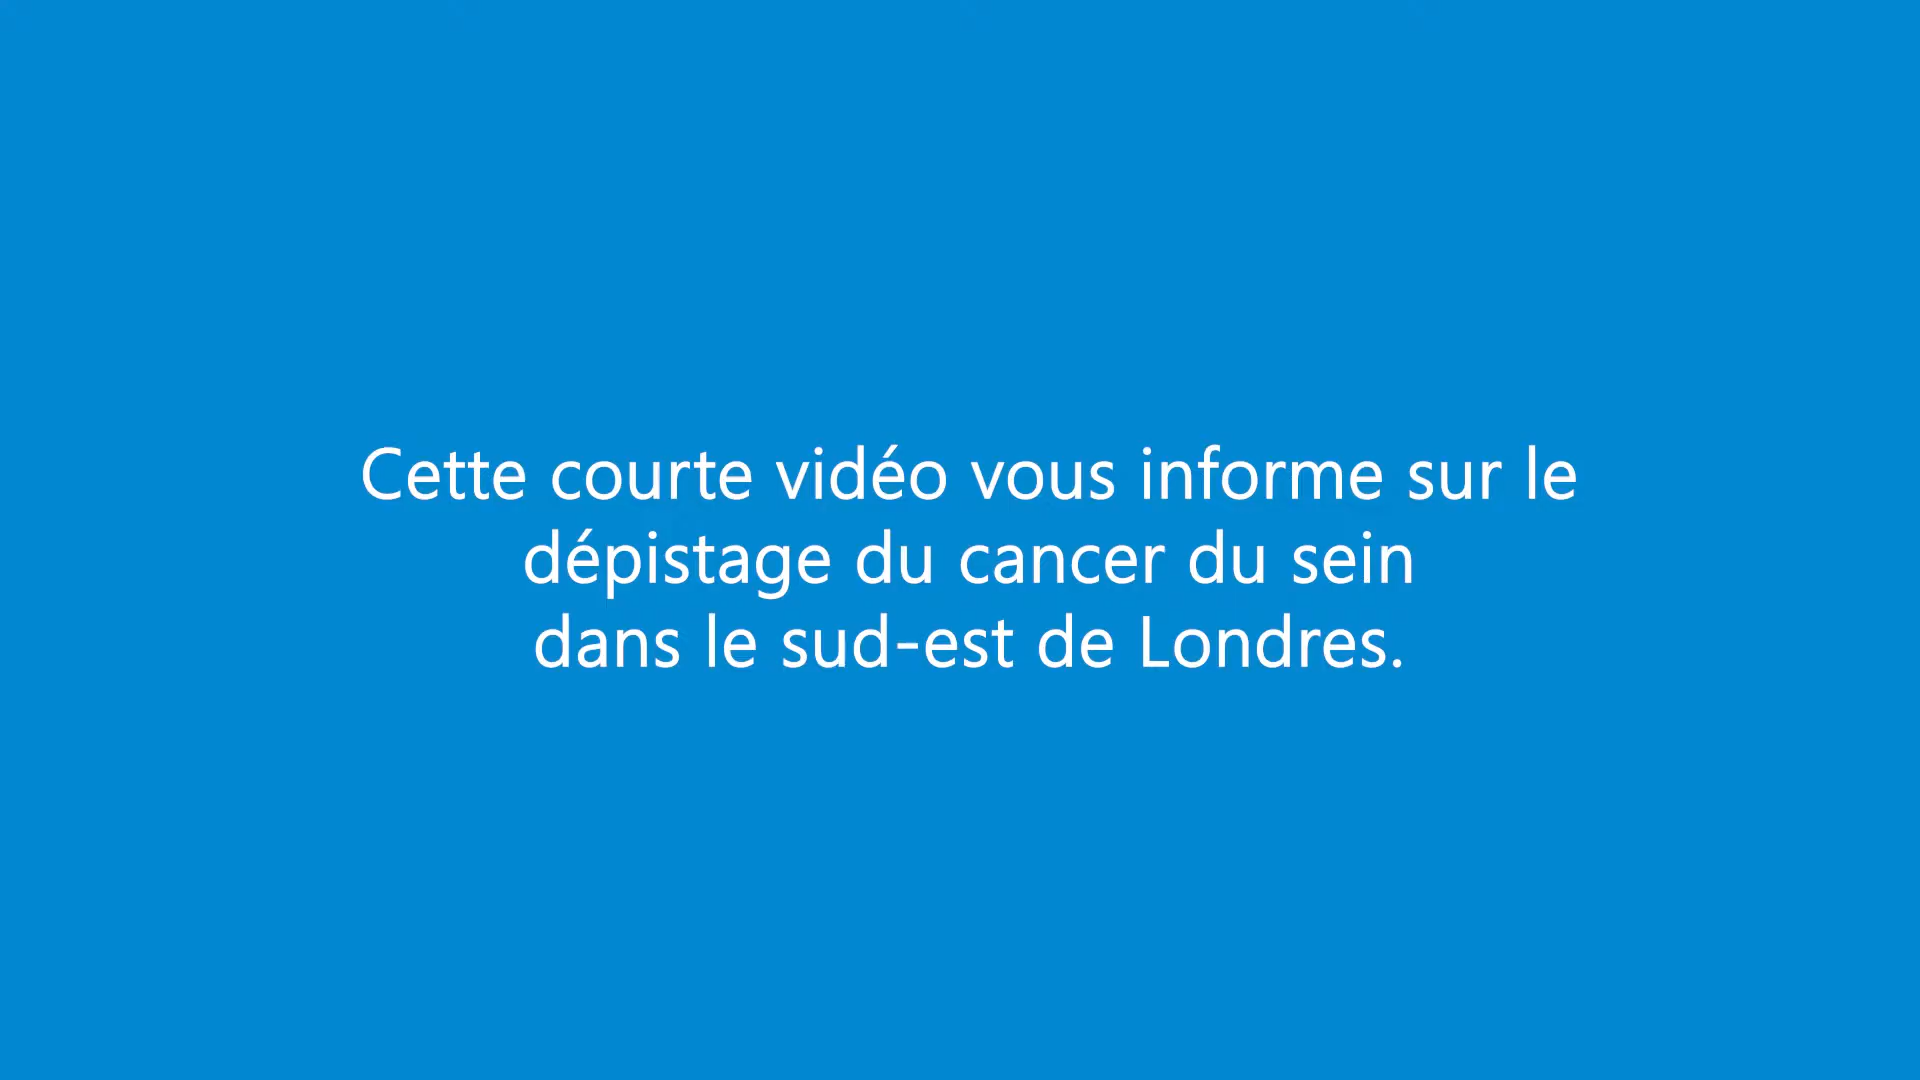 Cette courte vidéo vous informe sur le
dépistage du cancer du sein
dans le sud-est de Londres.